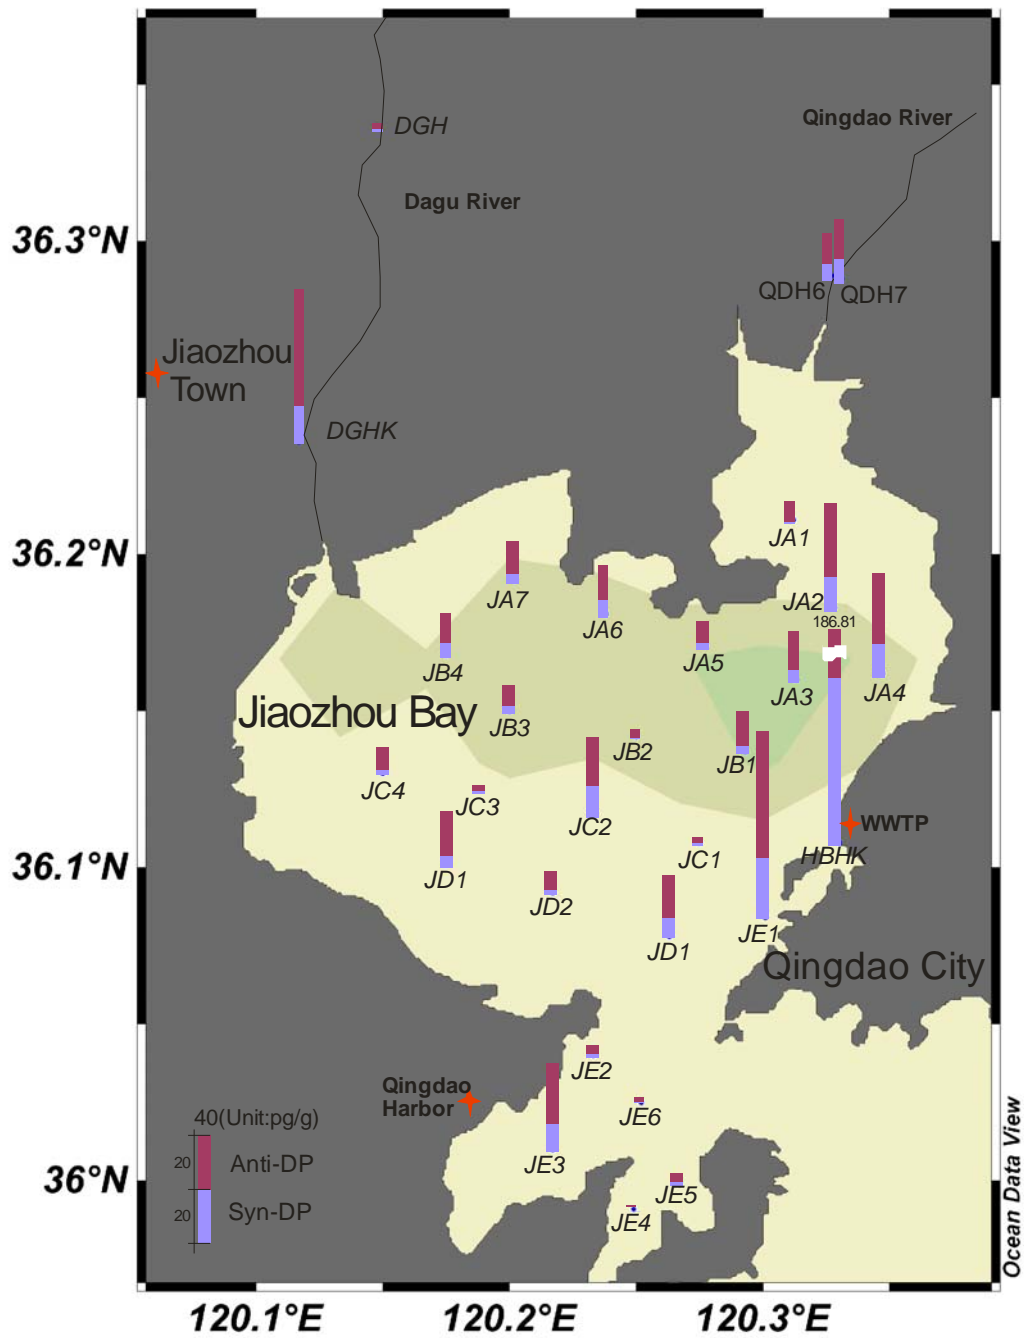 DGH
Qingdao River
Dagu River
36.3°N
QDH6
QDH7
Jiaozhou
Town
DGHK
JA1
36.2°N
JA7
JA2
JA6
186.81
JA5
JB4
JA3
JA4
Jiaozhou Bay
JB3
JB2
JB1
JC4
JC3
JC2
WWTP
JC1
HBHK
36.1°N
JD1
JD2
JE1
JD1
Qingdao City
JE2
Qingdao
Harbor
JE6
40(Unit:pg/g)
20
Anti-DP
JE3
36°N
JE5
20
Syn-DP
JE4
Ocean Data View
120.1°E
120.2°E
120.3°E